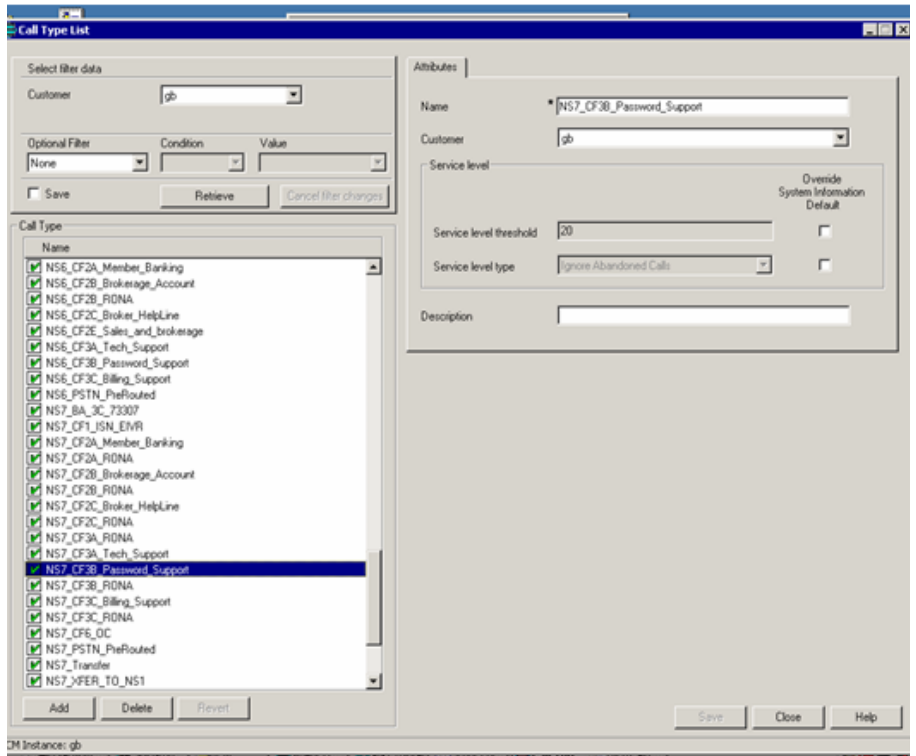 Call Type List
Select filter data
Customer
gb
Optional Filter
Condition
Value
None
Save
Retrieve
Cancel filter changes
Call Type
Name
NS6_CF2A_Member_Banking
NS6_CF2B_Brokerage_Account
NS6_CF2B_RONA
NS6_CF2C_Broker_HelpLine
NS6_CF2E_Sales_and_brokerage
NS6_CF3A_Tech_Support
NS6_CF3B_Password_Support
NS6_CF3C_Billing_Support
NS6_PSTN_PreRouted
NS7_BA_3C_73307
NS7_CF1_ISN_EIVR
NS7_CF2A_Member_Banking
NS7_CF2A_RONA
NS7_CF2B_Brokerage_Account
NS7_CF2B_RONA
NS7_CF2C_Broker_HelpLine
NS7_CF2C_RONA
NS7_CF3A_RONA
NS7_CF3A_Tech_Support
NS7_CF3B_Password_Support
NS7_CF3B_RONA
NS7_CF3C_Billing_Support
NS7_CF3C_RONA
NS7_CF6_OC
NS7_PSTN_PreRouted
NS7_Transfer
NS7_XFER_TO_NS1
Add
Delete
Revert
Attributes
Name * NS7_CF3B_Password_Support
Customer gb
Service level
Override
System Information
Default
Service level threshold 20
Service level type Ignore Abandoned Calls
Description
Save
Close
Help
CM Instance: gb